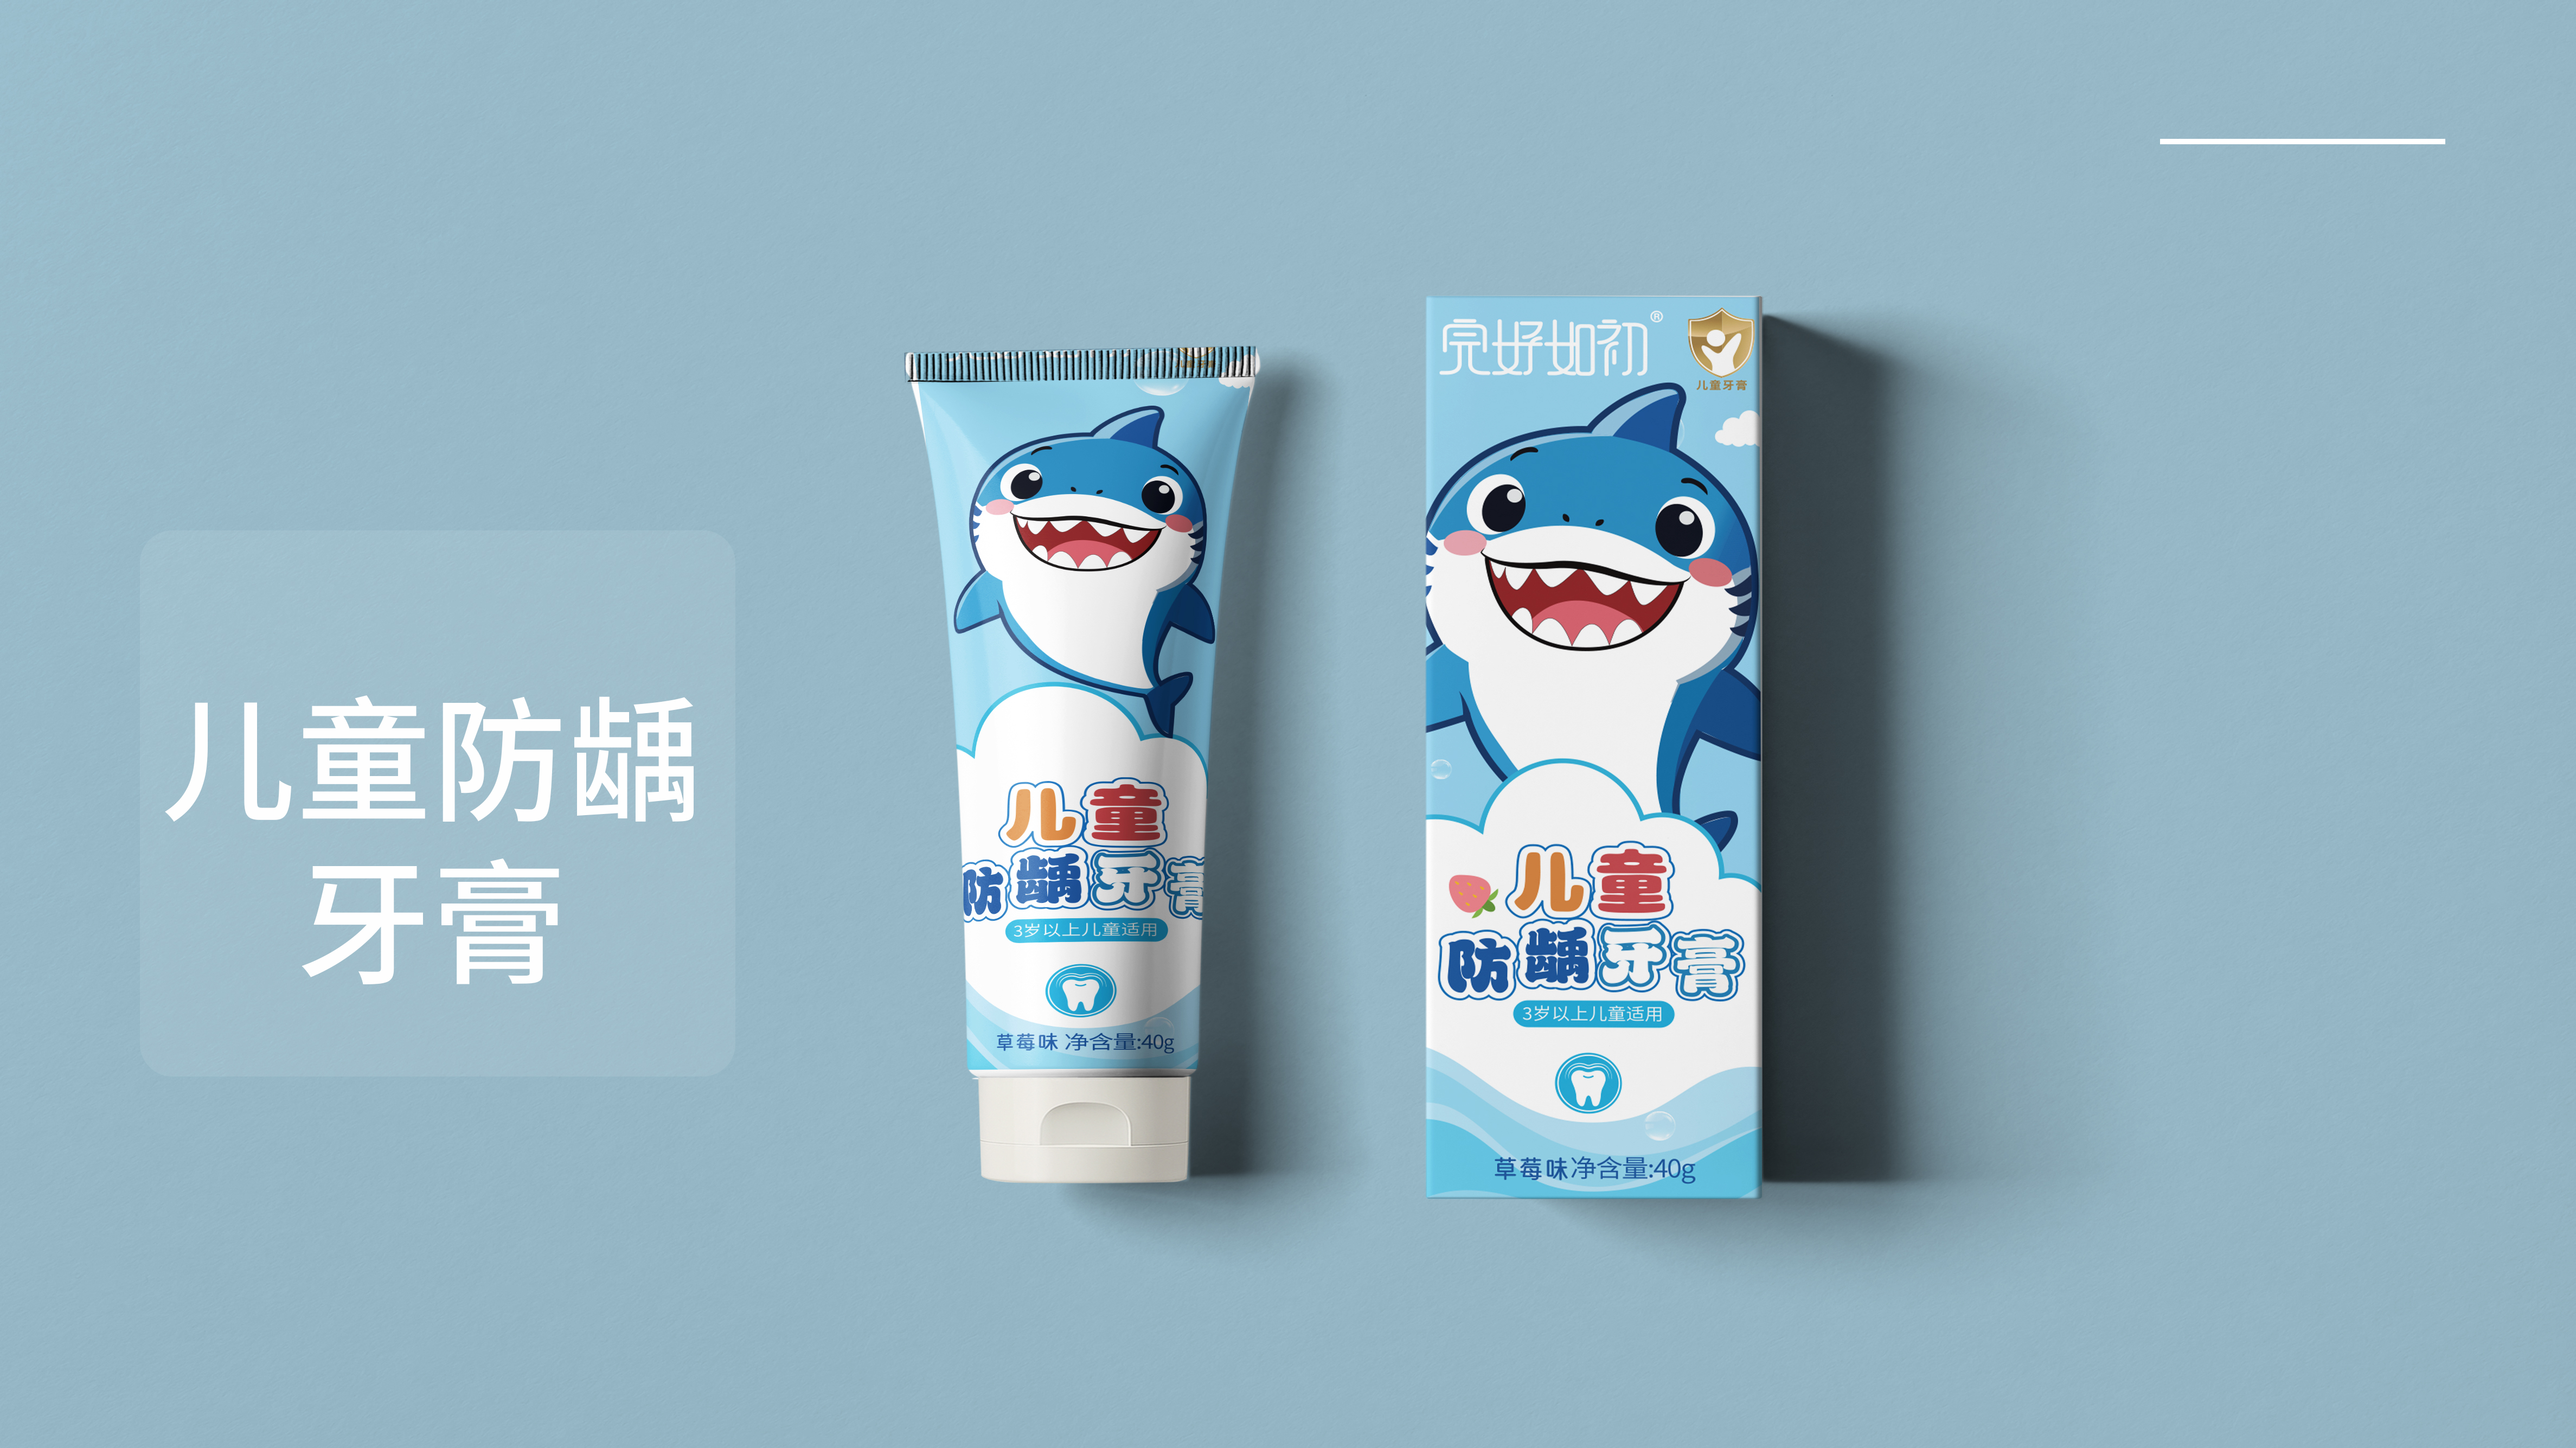 儿童防龋
牙膏
儿童
防龋牙膏
3岁以上儿童适用
草莓味 净含量:40g
完好如初®
儿童牙膏
儿童
防龋牙膏
3岁以上儿童适用
草莓味净含量:40g